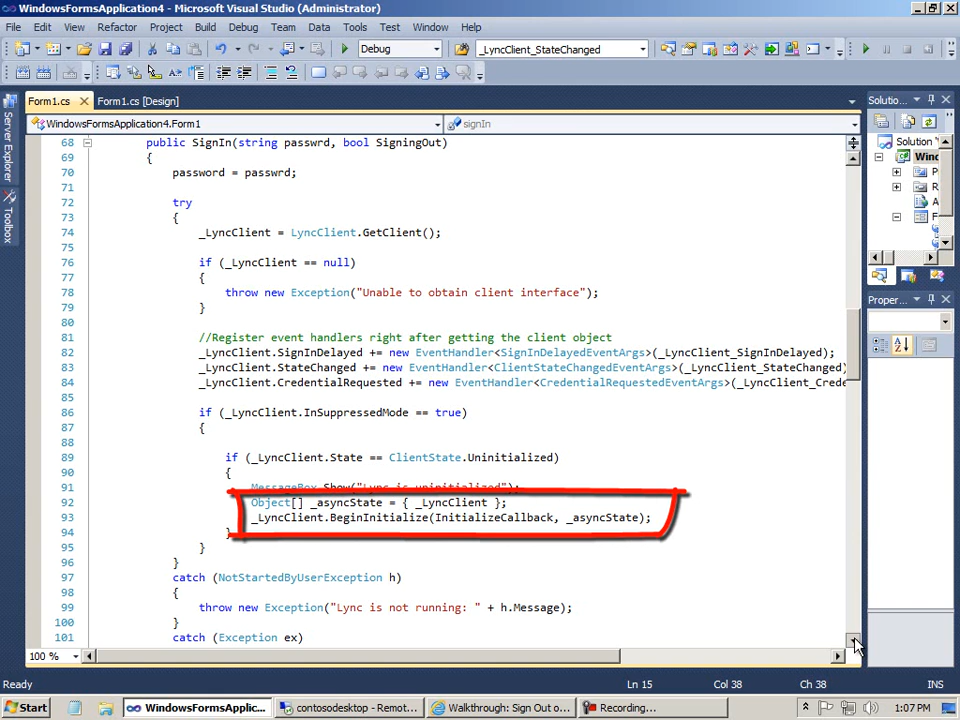 WindowsFormsApplication4 - Microsoft Visual Studio (Administrator)
File Edit View Refactor Project Build Debug Team Data Tools Test Window Help
Debug _LyncClient_StateChanged
Form1.cs Form1.cs [Design] Solutio...
WindowsFormsApplication4.Form1 signIn
Server Explorer
Toolbox
68 public SignIn(string passwrd, bool SigningOut)
69 {
70 password = passwrd;
71
72 try
73 {
74 _LyncClient = LyncClient.GetClient();
75
76 if (_LyncClient == null)
77 {
78 throw new Exception("Unable to obtain client interface");
79 }
80
81 //Register event handlers right after getting the client object
82 _LyncClient.SignInDelayed += new EventHandler<SignInDelayedEventArgs>(_LyncClient_SignInDelayed);
83 _LyncClient.StateChanged += new EventHandler<ClientStateChangedEventArgs>(_LyncClient_StateChanged)
84 _LyncClient.CredentialRequested += new EventHandler<CredentialRequestedEventArgs>(_LyncClient_Crede
85
86 if (_LyncClient.InSuppressedMode == true)
87 {
88
89 if (_LyncClient.State == ClientState.Uninitialized)
90 {
91 MessageBox.Show("Lync is uninitialized");
92 Object[] _asyncState = { _LyncClient };
93 _LyncClient.BeginInitialize(InitializeCallback, _asyncState);
94 }
95 }
96 }
97 catch (NotStartedByUserException h)
98 {
99 throw new Exception("Lync is not running: " + h.Message);
100 }
101 catch (Exception ex)
100 %
Solution '
Wind
P
R
A
F
Proper...
Ready Ln 15 Col 38 Ch 38 INS
Start WindowsFormsApplic... contosodesktop - Remot... Walkthrough: Sign Out o... Recording... 1:07 PM